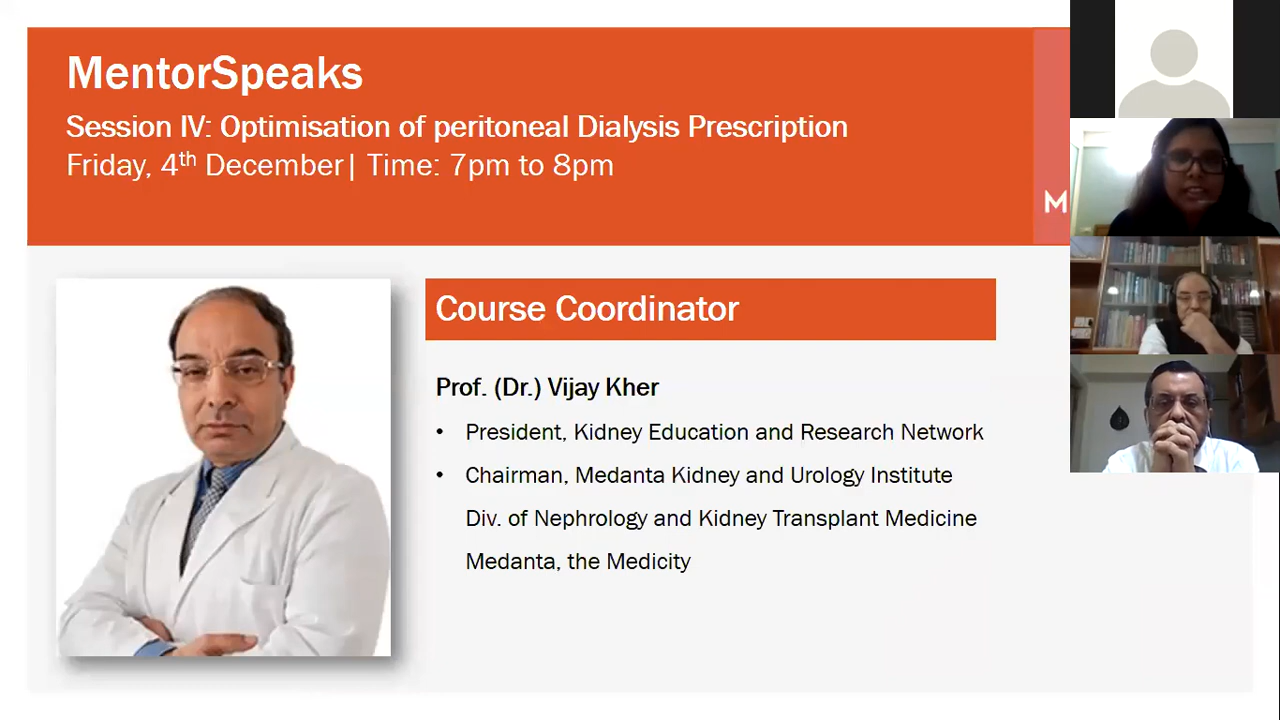 MentorSpeaks
Session IV: Optimisation of peritoneal Dialysis Prescription
Friday, 4th December| Time: 7pm to 8pm
M
Course Coordinator
Prof. (Dr.) Vijay Kher
• President, Kidney Education and Research Network
• Chairman, Medanta Kidney and Urology Institute
Div. of Nephrology and Kidney Transplant Medicine
Medanta, the Medicity